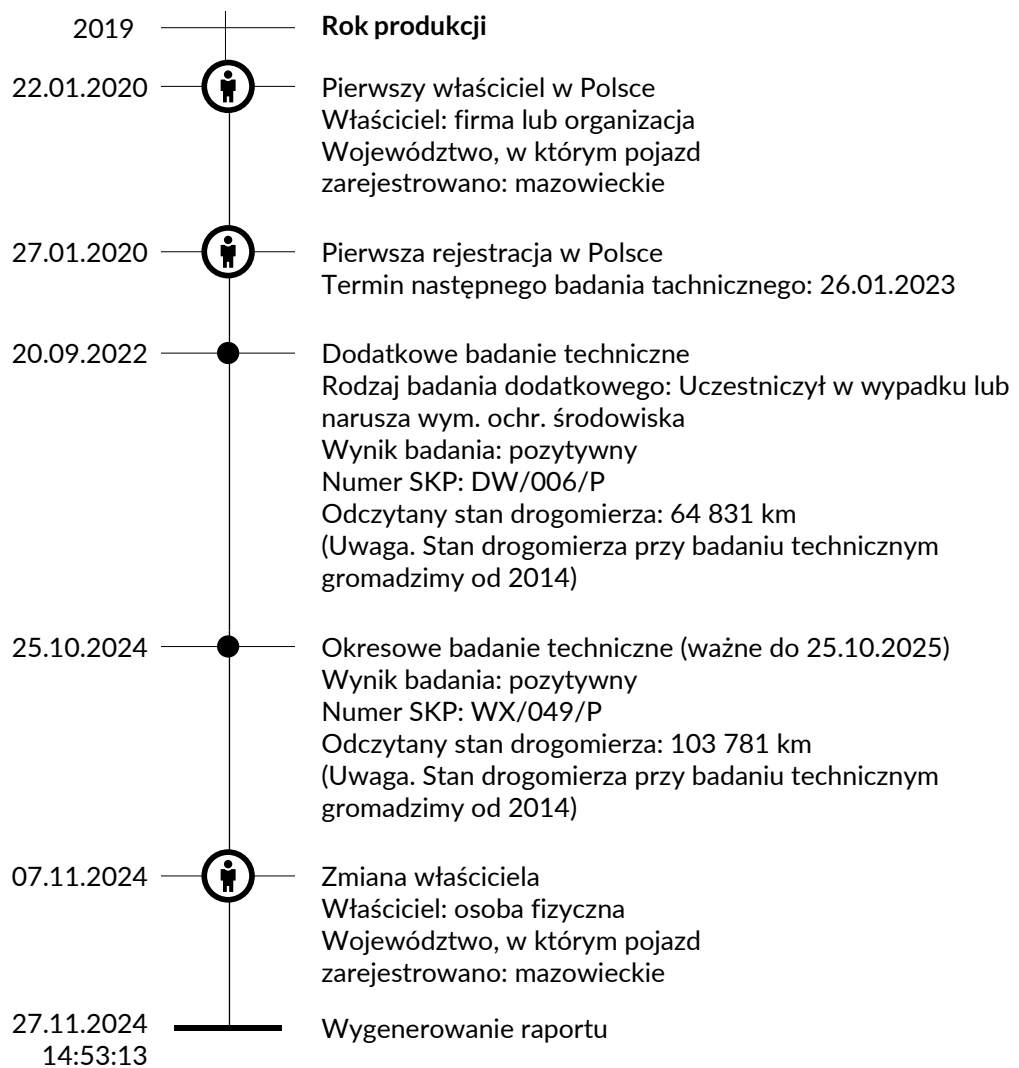 2019 Rok produkcji
22.01.2020 Pierwszy właściciel w Polsce
Właściciel: firma lub organizacja
Województwo, w którym pojazd
zarejestrowano: mazowieckie
27.01.2020 Pierwsza rejestracja w Polsce
Termin następnego badania tachnicznego: 26.01.2023
20.09.2022 Dodatkowe badanie techniczne
Rodzaj badania dodatkowego: Uczestniczył w wypadku lub
narusza wym. ochr. środowiska
Wynik badania: pozytywny
Numer SKP: DW/006/P
Odczytany stan drogomierza: 64 831 km
(Uwaga. Stan drogomierza przy badaniu technicznym
gromadzimy od 2014)
25.10.2024 Okresowe badanie techniczne (ważne do 25.10.2025)
Wynik badania: pozytywny
Numer SKP: WX/049/P
Odczytany stan drogomierza: 103 781 km
(Uwaga. Stan drogomierza przy badaniu technicznym
gromadzimy od 2014)
07.11.2024 Zmiana właściciela
Właściciel: osoba fizyczna
Województwo, w którym pojazd
zarejestrowano: mazowieckie
27.11.2024 Wygenerowanie raportu
14:53:13